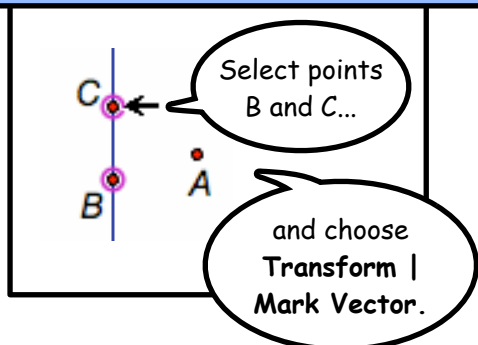 Select points
B and C...
C
B
A
and choose
Transform |
Mark Vector.